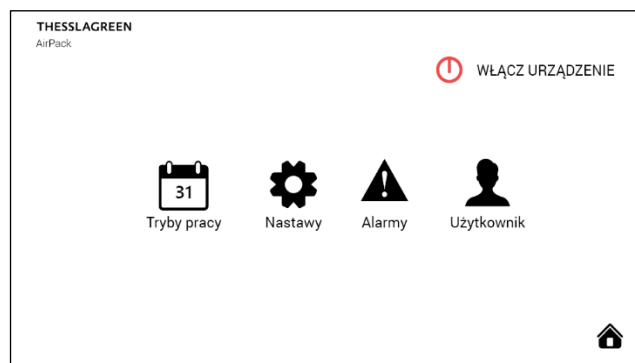 THESSLAGREEN
AirPack
WŁĄCZ URZĄDZENIE
31
Tryby pracy
Nastawy
Alarmy
Użytkownik